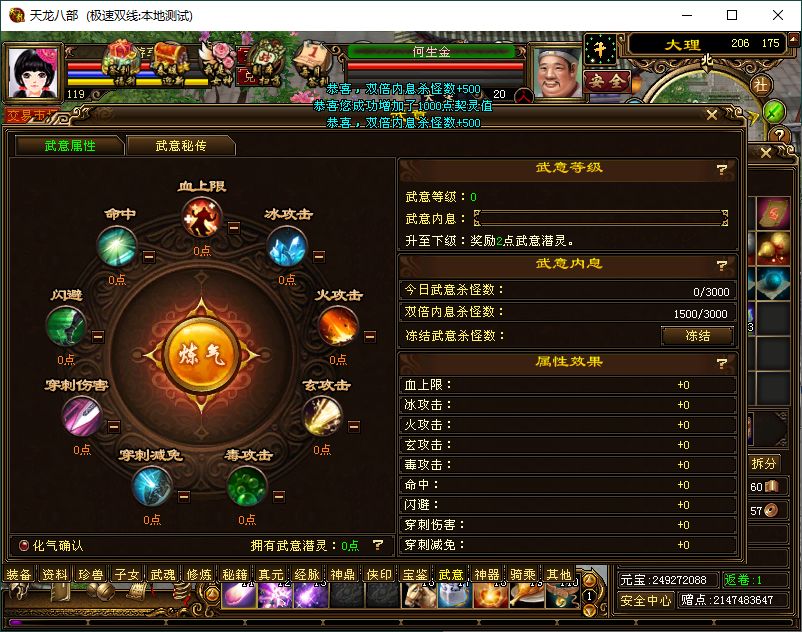 天龙八部 (极速双线:本地测试)
何生金
大理 206 175
北
安全
社
119
20
恭喜，双倍内息杀怪数+500
恭喜您成功增加了1000点契灵值
恭喜，双倍内息杀怪数+500
武意属性 武意秘传
血上限
0点
命中
0点
冰攻击
0点
闪避
0点
火攻击
0点
炼气
穿刺伤害
0点
玄攻击
0点
穿刺减免
0点
毒攻击
0点
化气确认 拥有武意潜灵：0点 ?
武意等级 ?
武意等级：0
武意内息：
升至下级：奖励2点武意潜灵。
武意内息 ?
今日武意杀怪数： 0/3000
双倍内息杀怪数： 1500/3000
冻结武意杀怪数： 冻结
属性效果 ?
血上限： +0
冰攻击： +0
火攻击： +0
玄攻击： +0
毒攻击： +0
命中： +0
闪避： +0
穿刺伤害： +0
穿刺减免： +0
拆分
60
57
装备 资料 珍兽 子女 武魂 修炼 秘籍 真元 经脉 神鼎 侠印 宝鉴 武意 神器 骑乘 其他
1
元宝:249272088 返卷:1
安全中心 赠点:2147483647